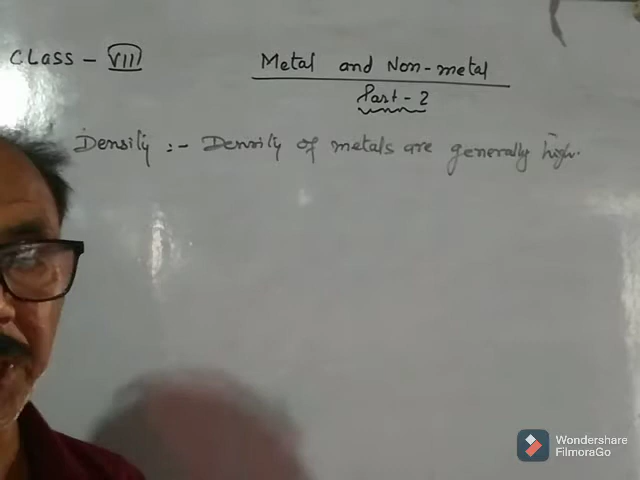 CLASS - VIII
Metal and Non-metal
Part - 2
Density :- Density of metals are generally high.
Wondershare
FilmoraGo